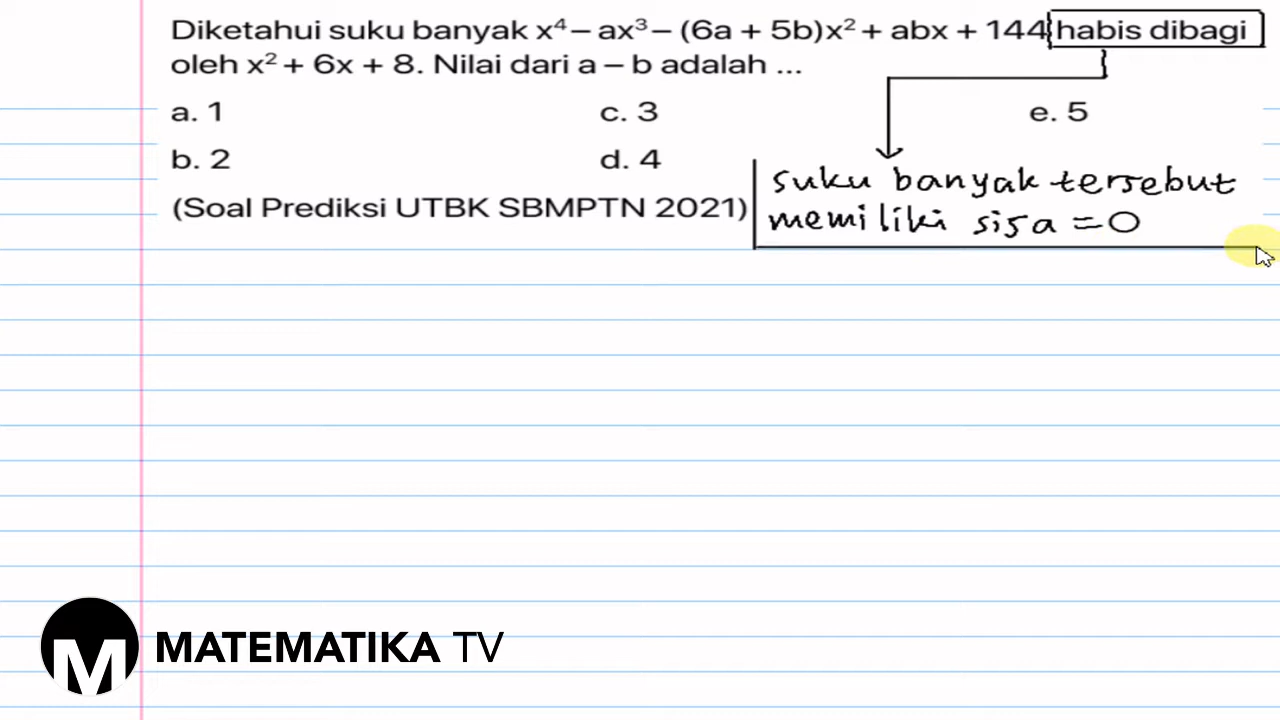 Diketahui suku banyak x⁴ – ax³ – (6a + 5b)x² + abx + 144 habis dibagi
oleh x² + 6x + 8. Nilai dari a – b adalah ...
a. 1 c. 3 e. 5
b. 2 d. 4
(Soal Prediksi UTBK SBMPTN 2021)
suku banyak tersebut
memiliki sisa = 0
M MATEMATIKA TV